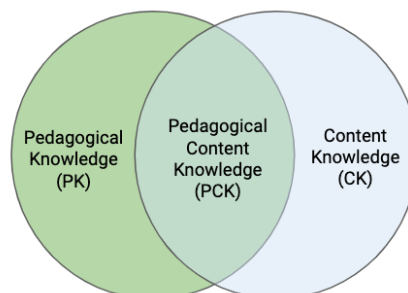 Pedagogical
Knowledge
(PK)
Pedagogical
Content
Knowledge
(PCK)
Content
Knowledge
(CK)